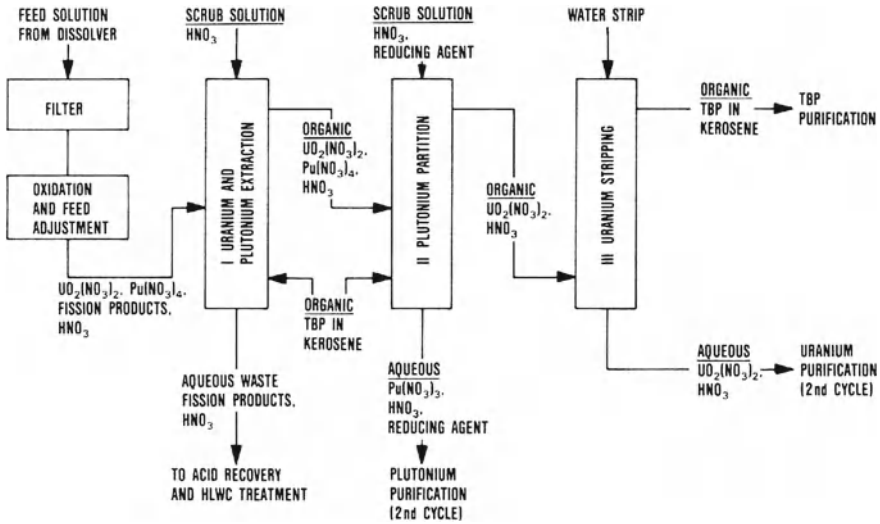 FEED SOLUTION
FROM DISSOLVER
SCRUB SOLUTION
HNO3
SCRUB SOLUTION
HNO3,
REDUCING AGENT
WATER STRIP
FILTER
OXIDATION
AND FEED
ADJUSTMENT
UO2(NO3)2, Pu(NO3)4,
FISSION PRODUCTS,
HNO3
I URANIUM AND
PLUTONIUM EXTRACTION
ORGANIC
UO2(NO3)2,
Pu(NO3)4,
HNO3
ORGANIC
TBP IN
KEROSENE
II PLUTONIUM PARTITION
ORGANIC
UO2(NO3)2,
HNO3
III URANIUM STRIPPING
ORGANIC
TBP IN
KEROSENE
TBP
PURIFICATION
AQUEOUS WASTE
FISSION PRODUCTS,
HNO3
TO ACID RECOVERY
AND HLWC TREATMENT
AQUEOUS
Pu(NO3)3,
HNO3,
REDUCING AGENT
PLUTONIUM
PURIFICATION
(2nd CYCLE)
AQUEOUS
UO2(NO3)2,
HNO3
URANIUM
PURIFICATION
(2nd CYCLE)